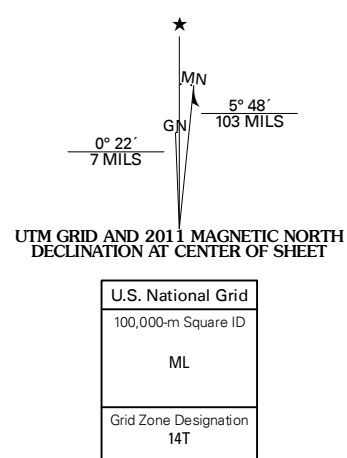 ★
MN
5° 48´
103 MILS
GN
0° 22´
7 MILS
UTM GRID AND 2011 MAGNETIC NORTH
DECLINATION AT CENTER OF SHEET
U.S. National Grid
100,000-m Square ID
ML
Grid Zone Designation
14T